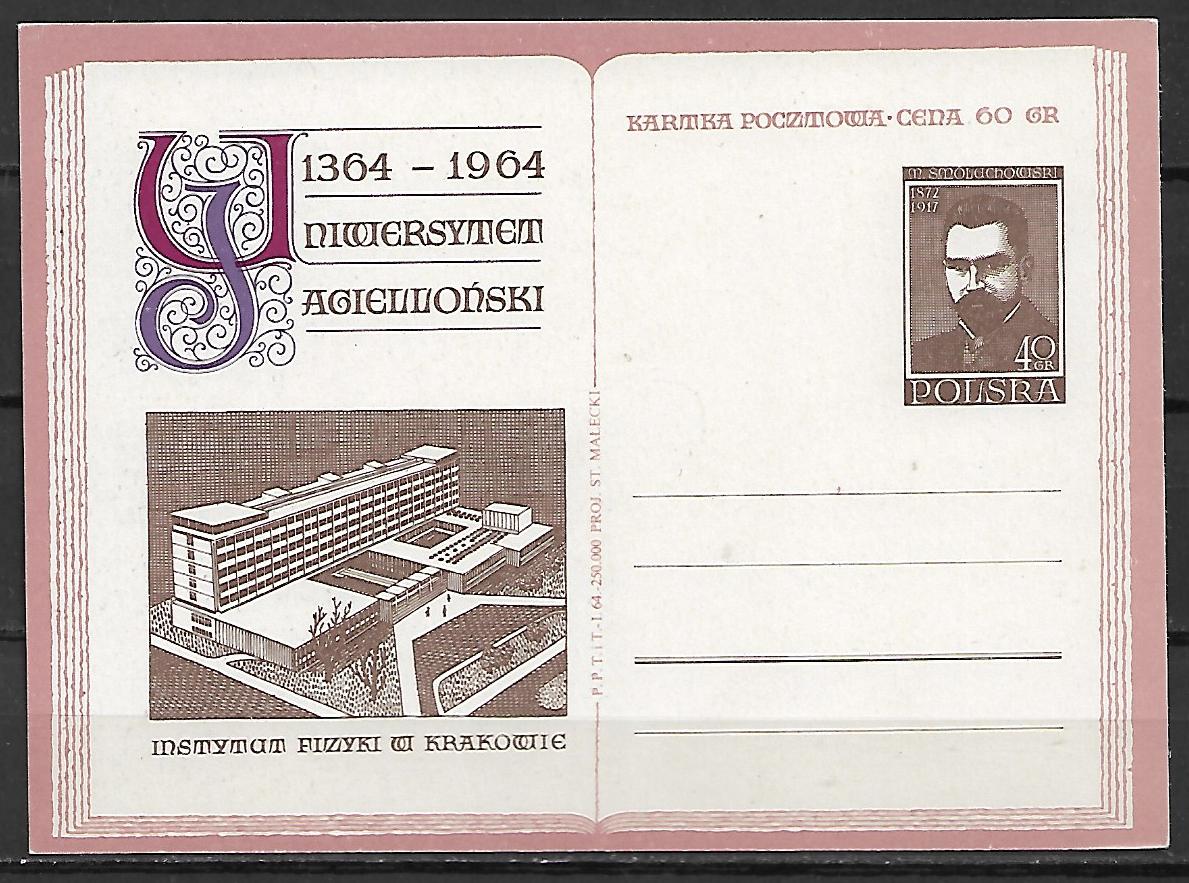 1364 – 1964
UNIWERSYTET
JAGIELLOŃSKI
INSTYTUT FIZYKI W KRAKOWIE
P. P. T. i T. - I. 64 - 250.000 PROJ. ST. MAŁECKI
KARTKA POCZTOWA · CENA 60 GR
M. SMOLUCHOWSKI
1872
1917
40
GR
POLSKA